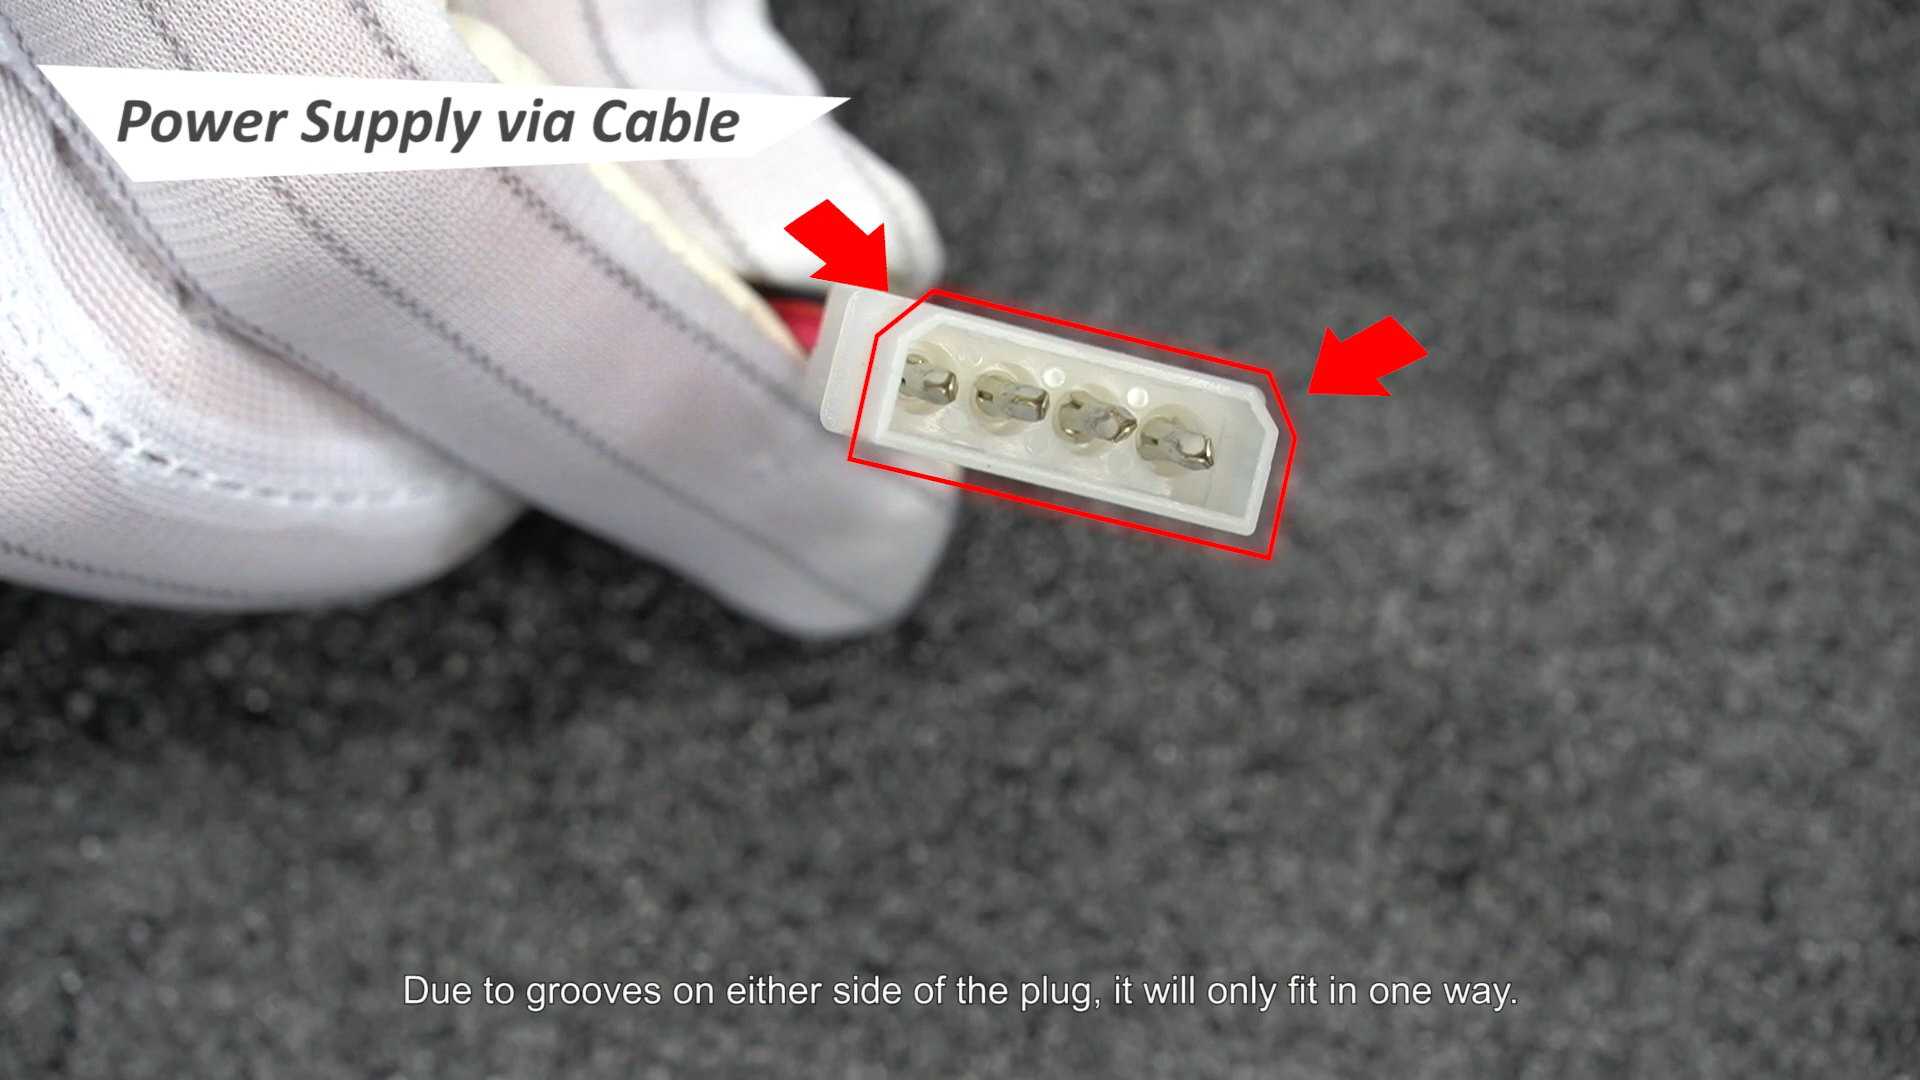 Power Supply via Cable
Due to grooves on either side of the plug, it will only fit in one way.